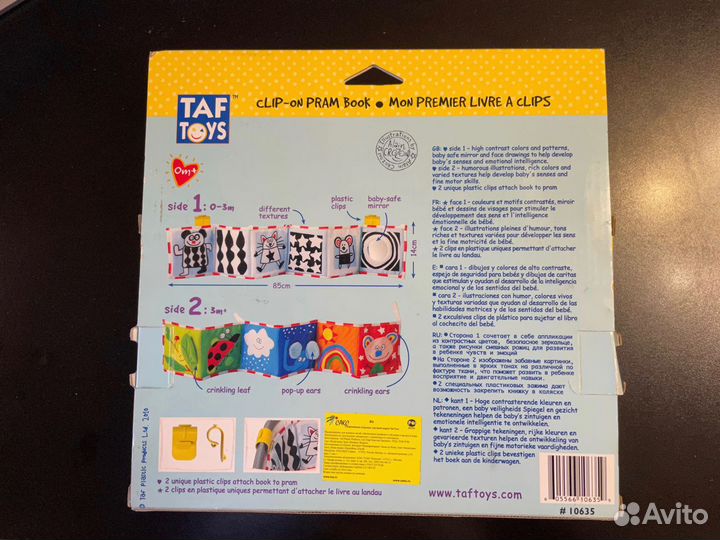 TAF TOYS™
CLIP-ON PRAM BOOK • MON PREMIER LIVRE A CLIPS
0m+
Illustrations by
side 1: 0-3m
different textures
plastic clips
baby-safe mirror
14cm
85cm
side 2: 3m+
crinkling leaf
pop-up ears
crinkling ears
♥ 2 unique plastic clips attach book to pram
★ 2 clips en plastique unique permettant d'attacher le livre au landau
GB: ♥ side 1 - high contrast colors and patterns,
baby safe mirror and face drawings to help develop
baby's senses and emotional intelligence.
♥ side 2 - humorous illustrations, rich colors and
varied textures help develop baby's senses and
fine motor skills.
♥ 2 unique plastic clips attach book to pram
FR: ★ face 1 - couleurs et motifs contrastés, miroir
bébé et dessins de visages pour stimuler le
développement des sens et l'intelligence
émotionnelle de bébé.
★ face 2 - illustrations pleines d'humour, tons
riches et textures variées pour développer les sens
et la fine motricité de bébé.
★ 2 clips en plastique uniques permettant d'attacher
le livre au landau.
E: ■ cara 1 - dibujos y colores de alto contraste,
espejo de seguridad para bebés y dibujos de caritas
que estimulan y ayudan al desarrollo de la inteligencia
emocional y de los sentidos del bebé.
■ cara 2 - ilustraciones con humor, colores vivos
y texturas variadas que ayudan al desarrollo de las
habilidades motrices y de los sentidos del bebé.
■ 2 exclusivos clips de plástico para sujetar el libro
al cochecito del bebé.
RU: ● Сторона 1 сочетает в себе аппликации
из контрастных цветов, безопасное зеркальце,
а также рисунки смешных рожиц для развития
в ребенке чувств и эмоций
● На Стороне 2 изображены забавные картинки,
выполненные в ярких тонах на различной по
фактуре ткани, что поможет развить в ребенке
восприятие и двигательные навыки.
● 2 специальных пластиковых зажима дают
возможность закрепить книжку в коляске
NL: ♥ kant 1 - Hoge contrasterende kleuren en
patronen, een baby veiligheids Spiegel en gezicht
tekeningen helpen de ontwikkeling van baby's
zintuigen en emotionele intelligentie te ontwikkelen.
♥ kant 2 - Grappige tekeningen, rijke kleuren en
gevarieerde texturen helpen de ontwikkeling van
baby's zintuigen en fijne motorieke vaardigheden.
♥ 2 unieke plastic clips bevestigen
het boek aan de kinderwagen.
www.taftoys.com
8 05566 10635 8
# 10635
Avito